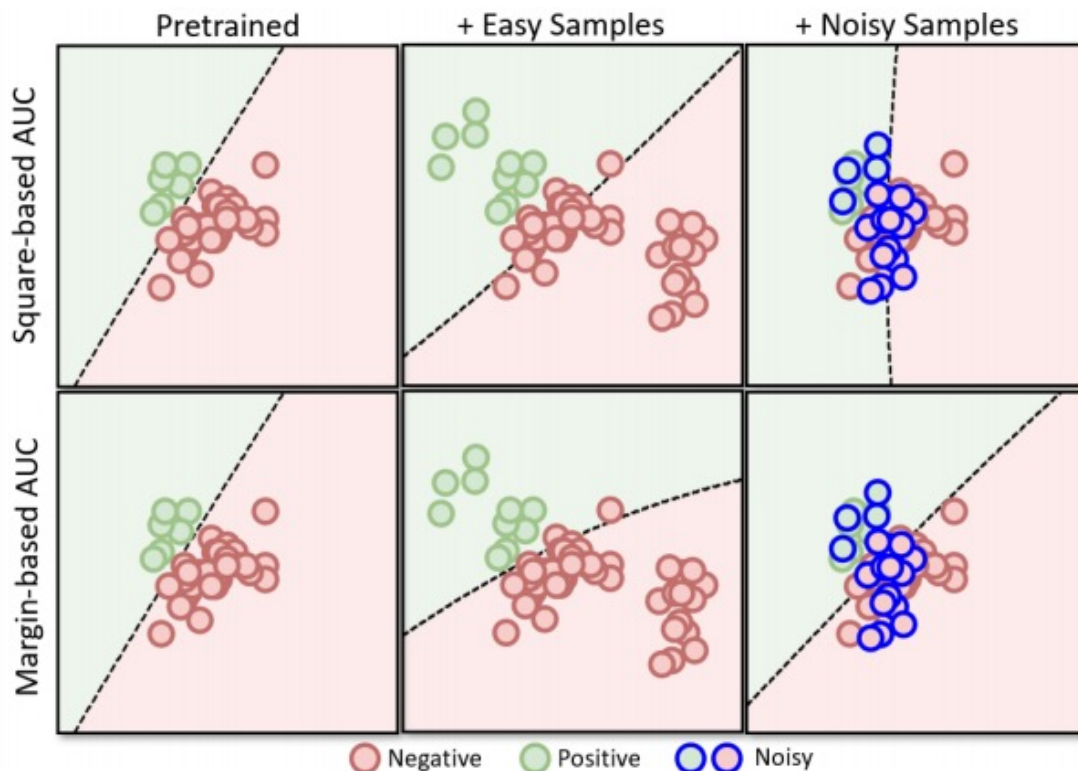 Pretrained
+ Easy Samples
+ Noisy Samples
Square-based AUC
Margin-based AUC
Negative
Positive
Noisy